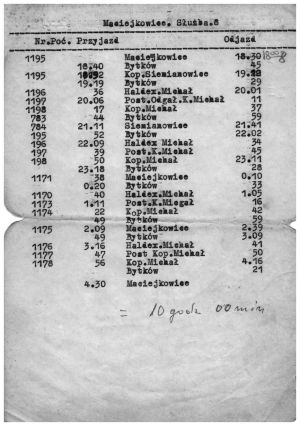 Maciejkowice. Służba.6
Nr.Poc. Przyjazd Odjazd
1195 Maciejkowice 18.30
18.40 Bytków 45
1195 Kop.Siemianowiec
19.19 Bytków 29
1196 36 Haldex Michał 20.01
1197 20.06 Post.Odgał.K.Michał 11
1198 17 Kop.Michał 37
783 44 Bytków 59
784 21.11 Siemianowiec 21.41
195 52 Bytków 22.02
196 22.09 Haldex Michał 34
197 39 Post.K.Michał 45
198 50 Kop.Michał 23.11
23.18 Bytków 28
1171 38 Maciejkowice 0.10
0.20 Bytków 33
1170 40 Haldex.Michał 1.05
1173 1.11 Post.K.Miegał 16
1174 22 Kop.Michał 42
49 Bytków 59
1175 2.09 Maciejkowice 2.39
49 Bytków 3.09
1176 3.16 Haldex.Michał 41
1177 47 Post Kop.Michał 50
1178 56 Kop.Michał 4.16
Bytków 21
4.30 Maciejkowice
= 10 godz 00 min